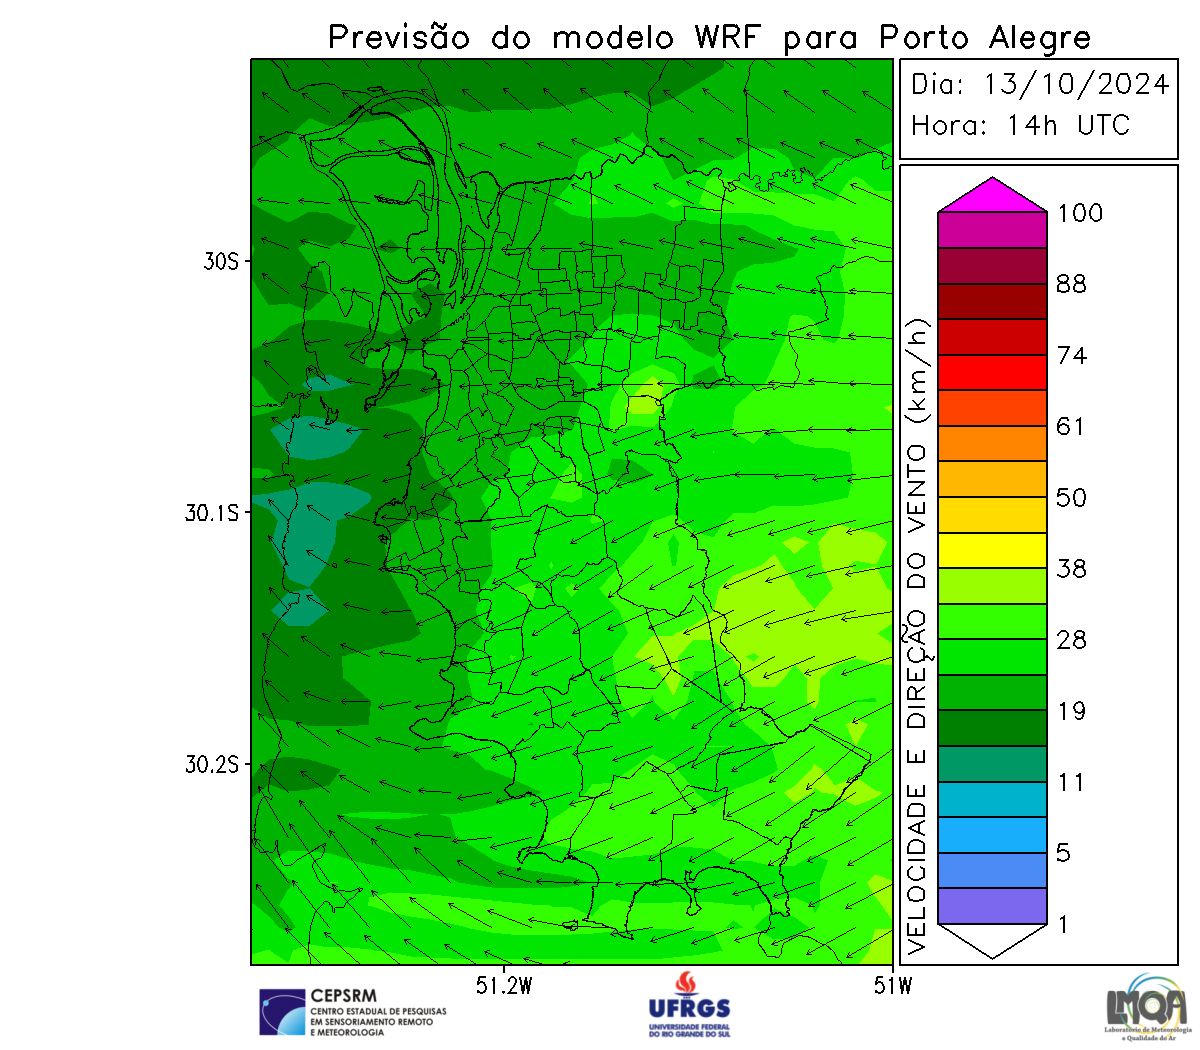 Previsão do modelo WRF para Porto Alegre
Dia: 13/10/2024
Hora: 14h UTC
30S
30.1S
30.2S
51.2W
51W
VELOCIDADE E DIREÇÃO DO VENTO (km/h)
100
88
74
61
50
38
28
19
11
5
1
CEPSRM
CENTRO ESTADUAL DE PESQUISAS
EM SENSORIAMENTO REMOTO
E METEOROLOGIA
UFRGS
UNIVERSIDADE FEDERAL
DO RIO GRANDE DO SUL
LMQA
Laboratório de Meteorologia
e Qualidade do Ar